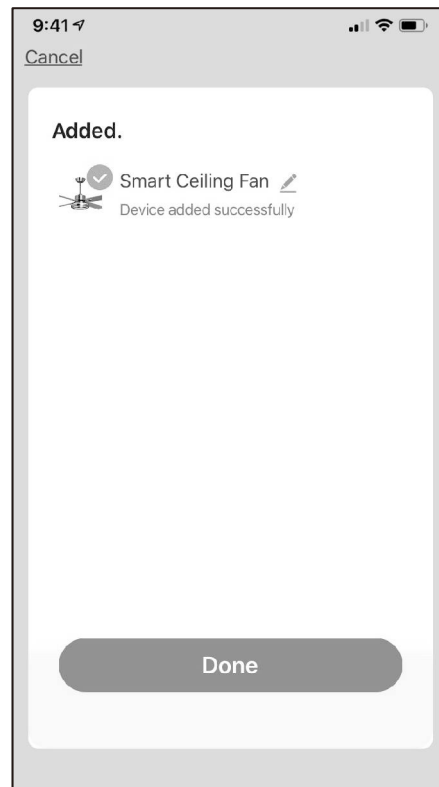 9:41
Cancel
Added.
Smart Ceiling Fan
Device added successfully
Done